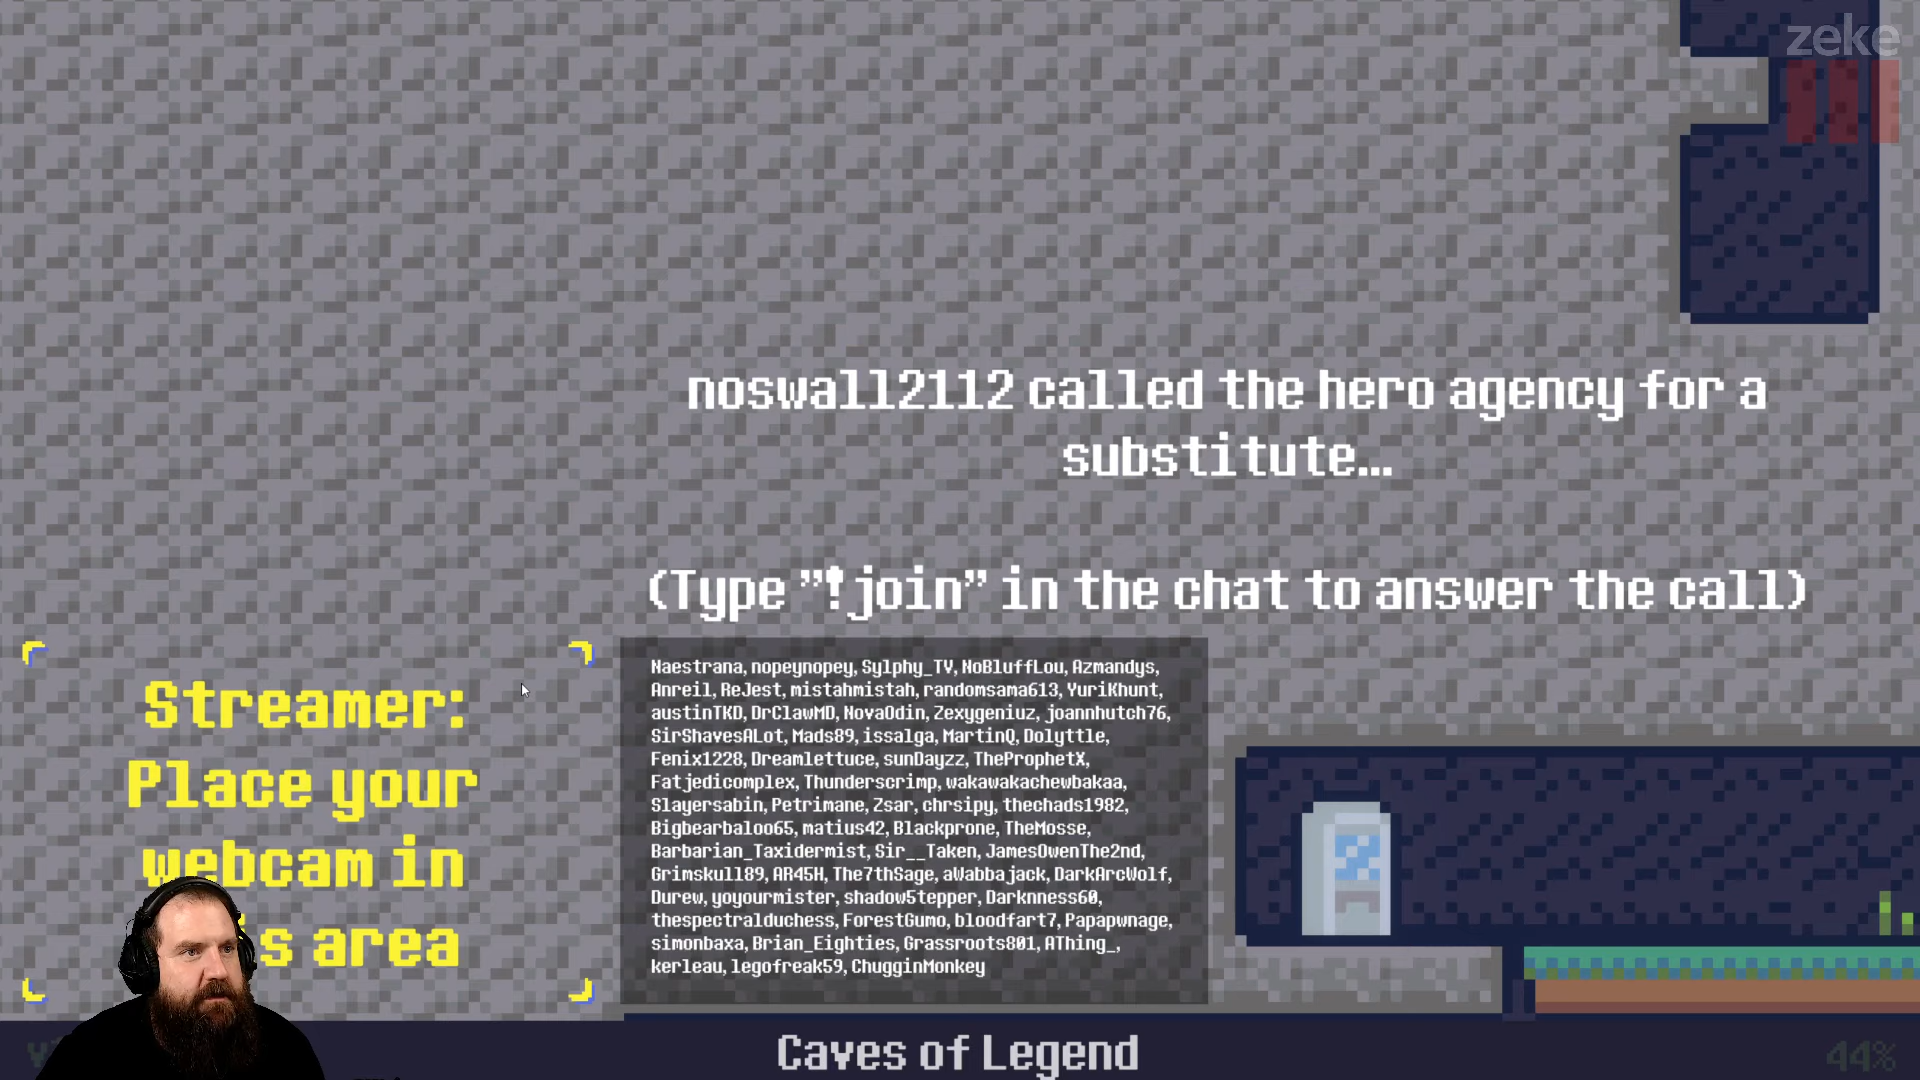 zeke
noswall2112 called the hero agency for a
substitute...
(Type "!join" in the chat to answer the call)
Streamer:
Place your
webcam in
s area
Naestrana, nopeynopey, Sylphy_TV, NoBluffLou, Azmandys,
Anreil, ReJest, mistahmistah, randomsama613, YuriKhunt,
austinTKD, DrClawMD, NovaOdin, Zexygeniuz, joannhutch76,
SirShavesALot, Mads89, issalga, MartinQ, Dolyttle,
Fenix1228, Dreamlettuce, sunDayzz, TheProphetX,
Fatjedicomplex, Thunderscrimp, wakawakachewbakaa,
Slayersabin, Petrimane, Zsar, chrsipy, thechads1982,
Bigbearbaloo65, matius42, Blackprone, TheMosse,
Barbarian_Taxidermist, Sir__Taken, JamesOwenThe2nd,
Grimskull89, AR45H, The7thSage, aWabbajack, DarkArcWolf,
Durew, yoyourmister, shadow5tepper, Darknness60,
thespectralduchess, ForestGumo, bloodfart7, Papapwnage,
simonbaxa, Brian_Eighties, Grassroots801, AThing_,
kerleau, legofreak59, ChugginMonkey
Caves of Legend
44%